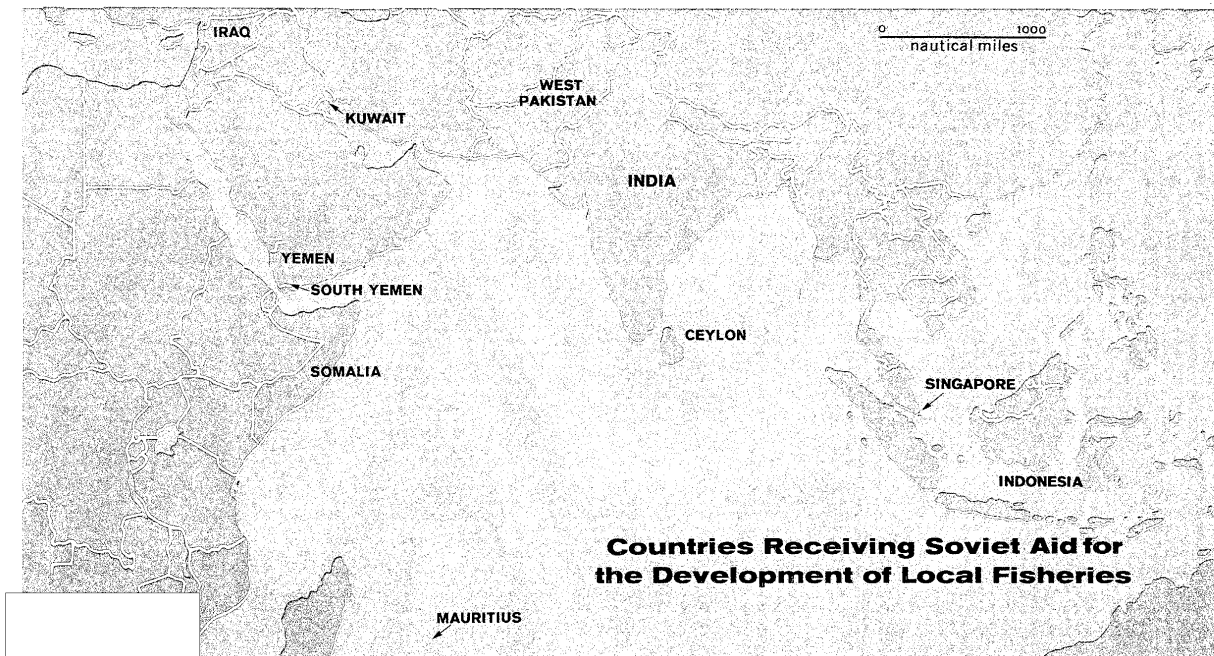 IRAQ
0 1000
nautical miles
WEST
PAKISTAN
KUWAIT
INDIA
YEMEN
SOUTH YEMEN
CEYLON
SOMALIA
SINGAPORE
INDONESIA
Countries Receiving Soviet Aid for
the Development of Local Fisheries
MAURITIUS